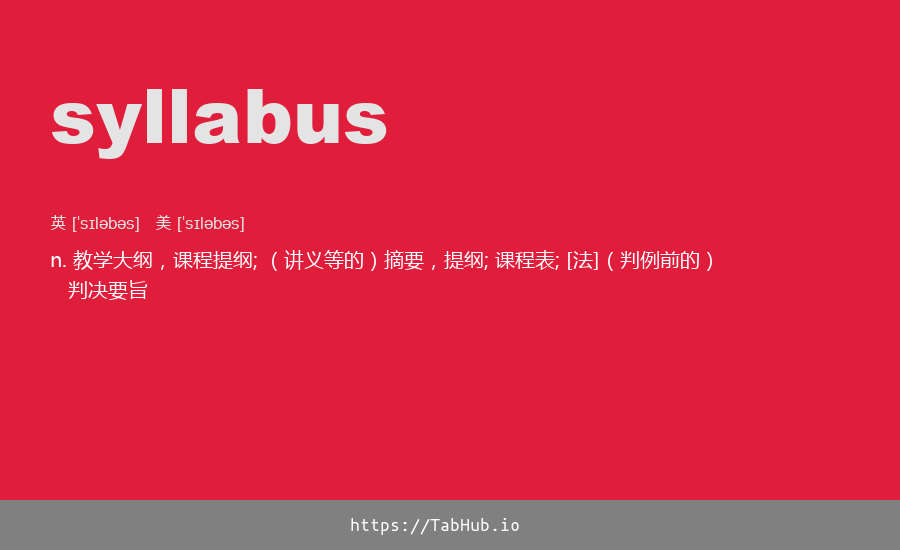 syllabus
英 [ˈsɪləbəs] 美 [ˈsɪləbəs]
n. 教学大纲，课程提纲; （讲义等的）摘要，提纲; 课程表; [法]（判例前的）
判决要旨
https://TabHub.io